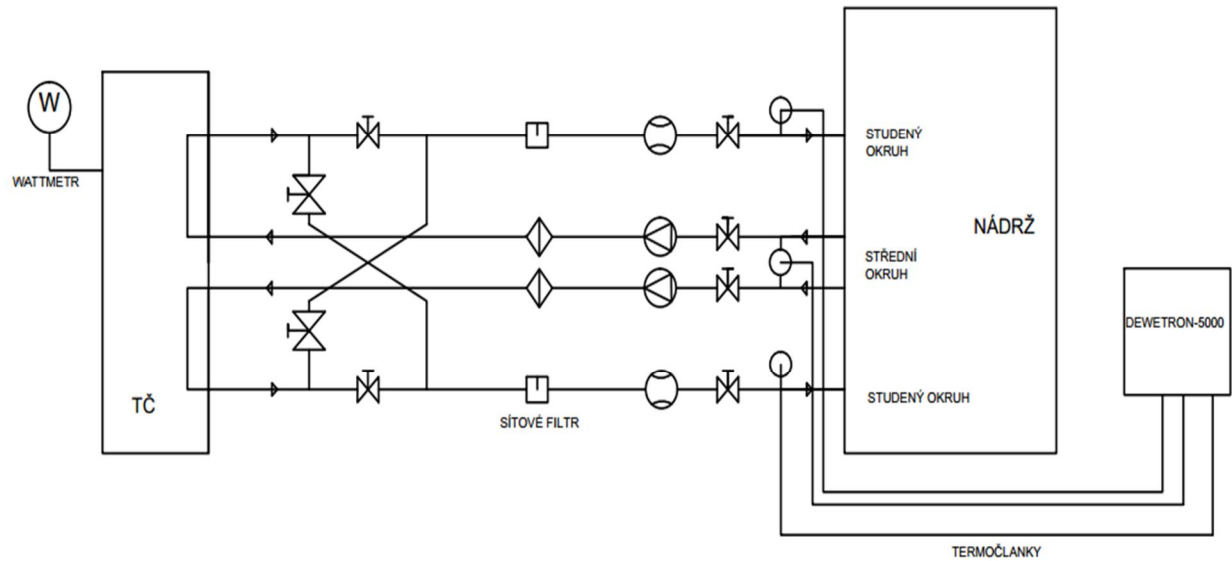 W
WATTMETR
TČ
SÍTOVÉ FILTR
STUDENÝ
OKRUH
STŘEDNÍ
OKRUH
STUDENÝ OKRUH
NÁDRŽ
DEWETRON-5000
TERMOČLANKY